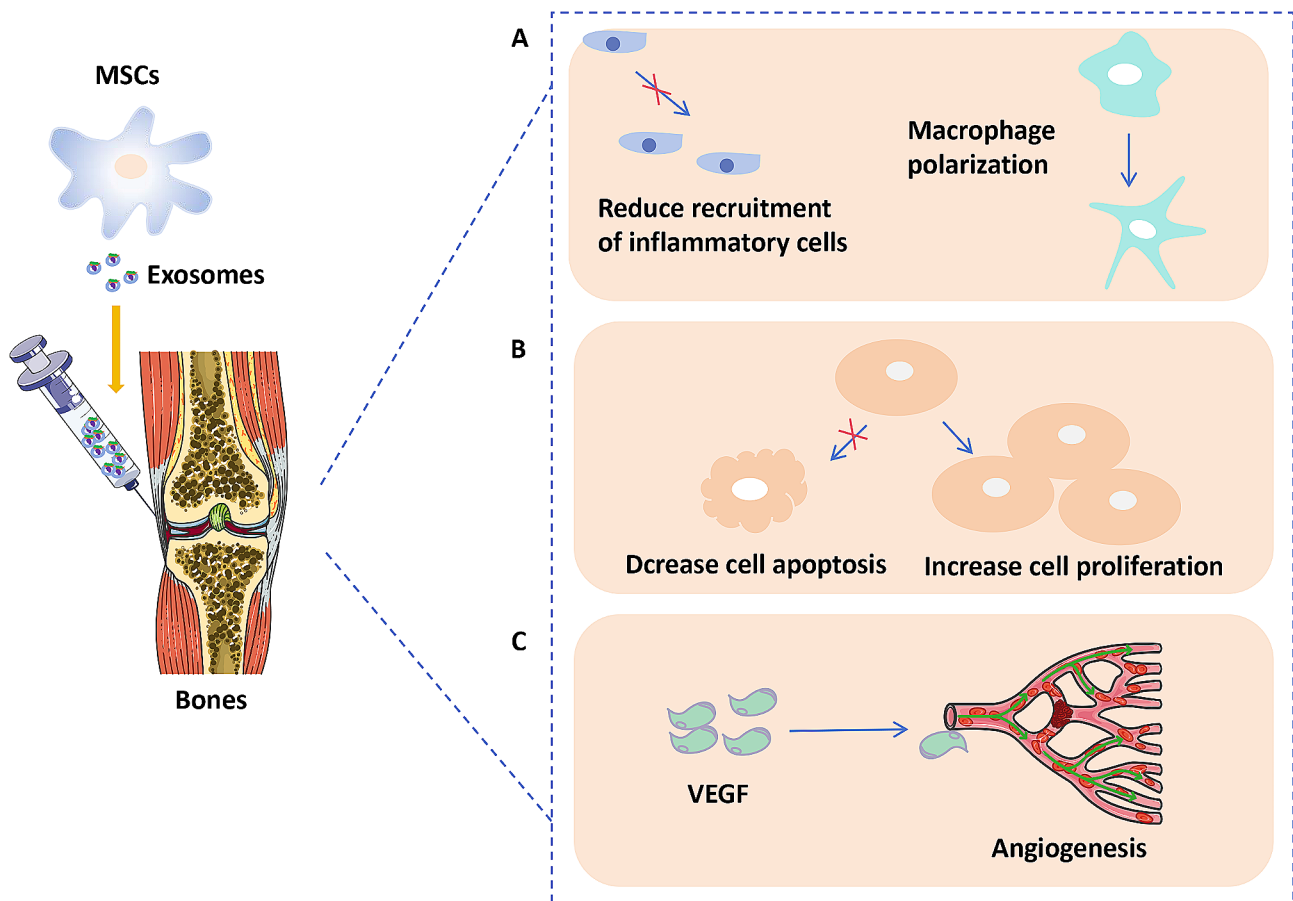 MSCs
Exosomes
Bones
A
Reduce recruitment
of inflammatory cells
Macrophage
polarization
B
Dcrease cell apoptosis
Increase cell proliferation
C
VEGF
Angiogenesis